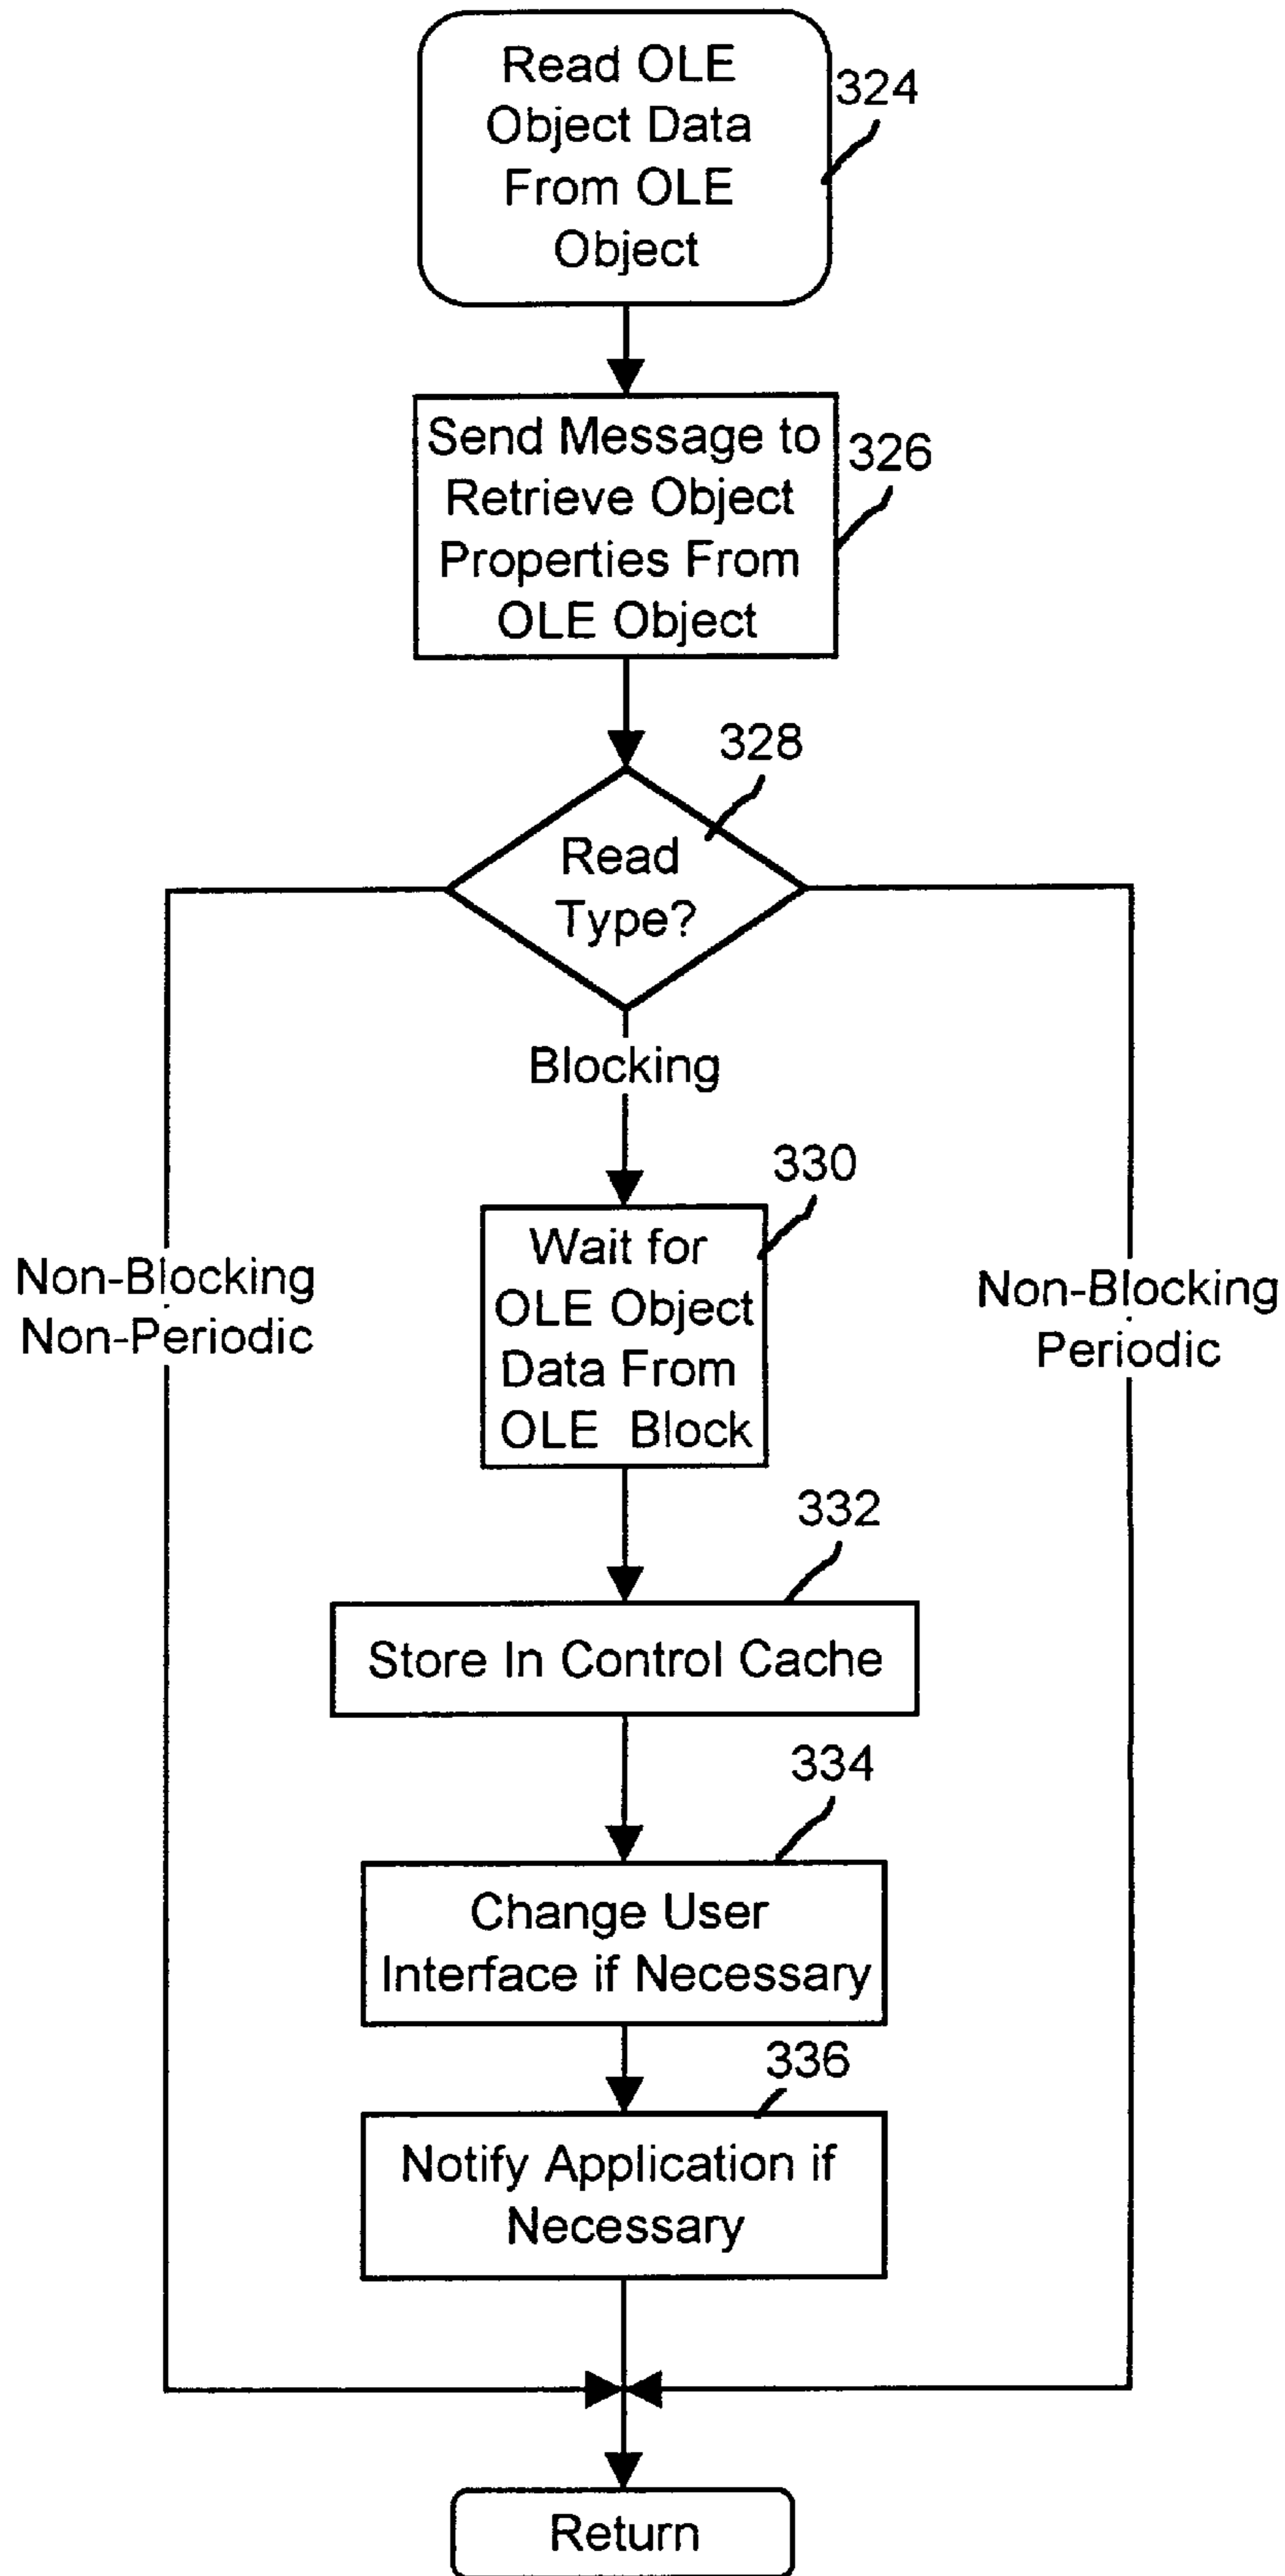 Read OLE
Object Data
From OLE
Object
324
Send Message to
Retrieve Object
Properties From
OLE Object
326
328
Read
Type?
Blocking
330
Non-Blocking
Non-Periodic
Wait for
OLE Object
Data From
OLE Block
Non-Blocking
Periodic
332
Store In Control Cache
334
Change User
Interface if Necessary
336
Notify Application if
Necessary
Return